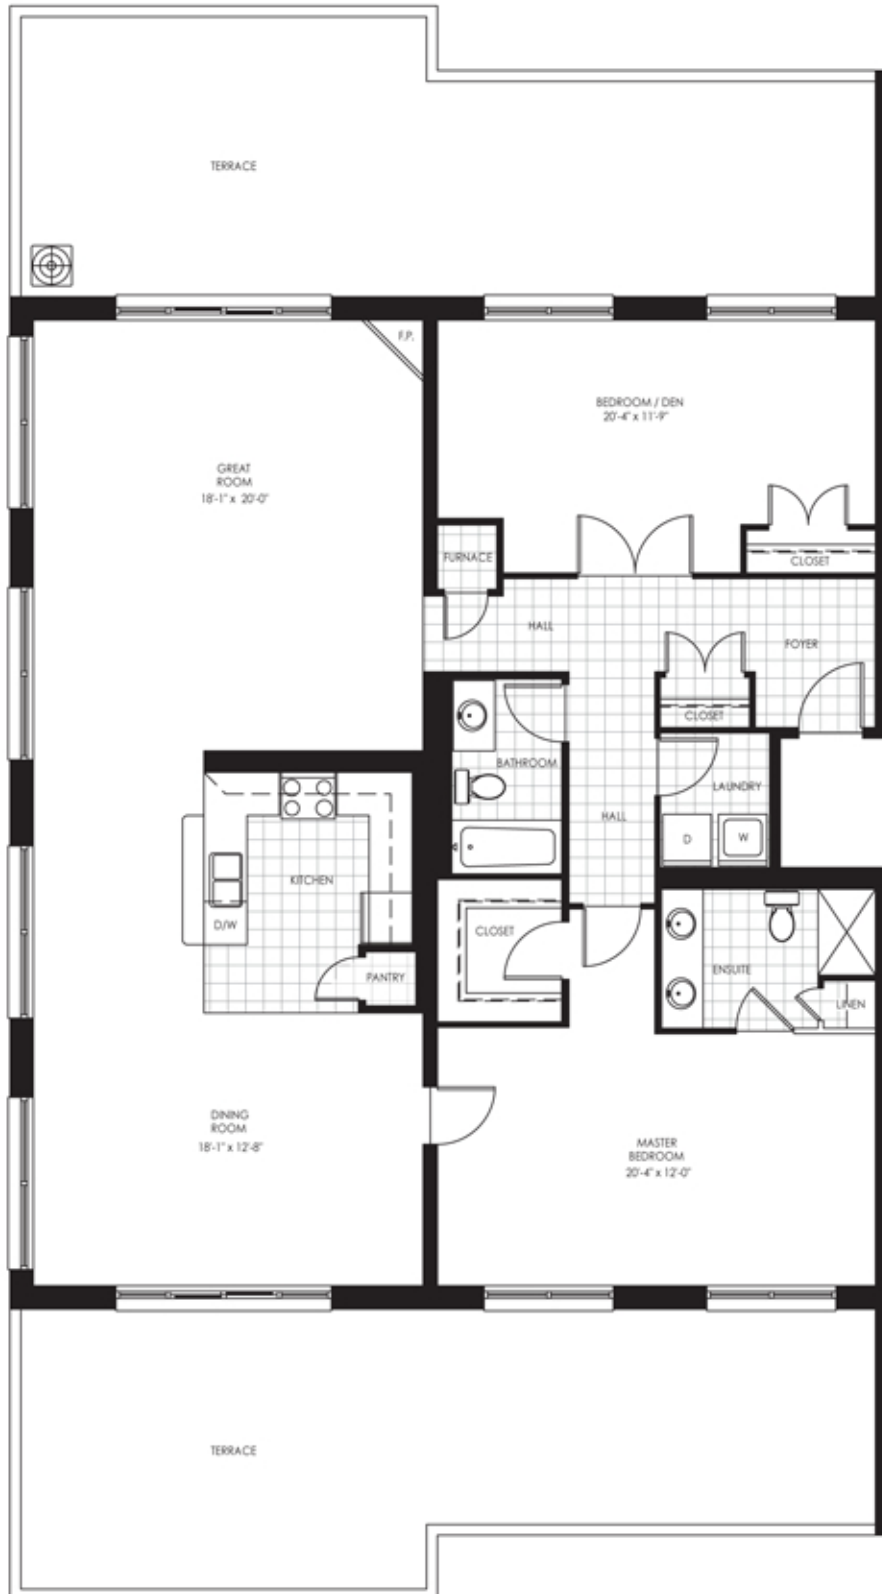 TERRACE
F.P.
BEDROOM / DEN
20'-4" x 11'-9"
GREAT
ROOM
18'-1" x 20'-0"
FURNACE
CLOSET
HALL
FOYER
CLOSET
BATHROOM
LAUNDRY
HALL
D
W
KITCHEN
D/W
CLOSET
PANTRY
ENSUITE
LINEN
DINING
ROOM
18'-1" x 12'-8"
MASTER
BEDROOM
20'-4" x 12'-0"
TERRACE